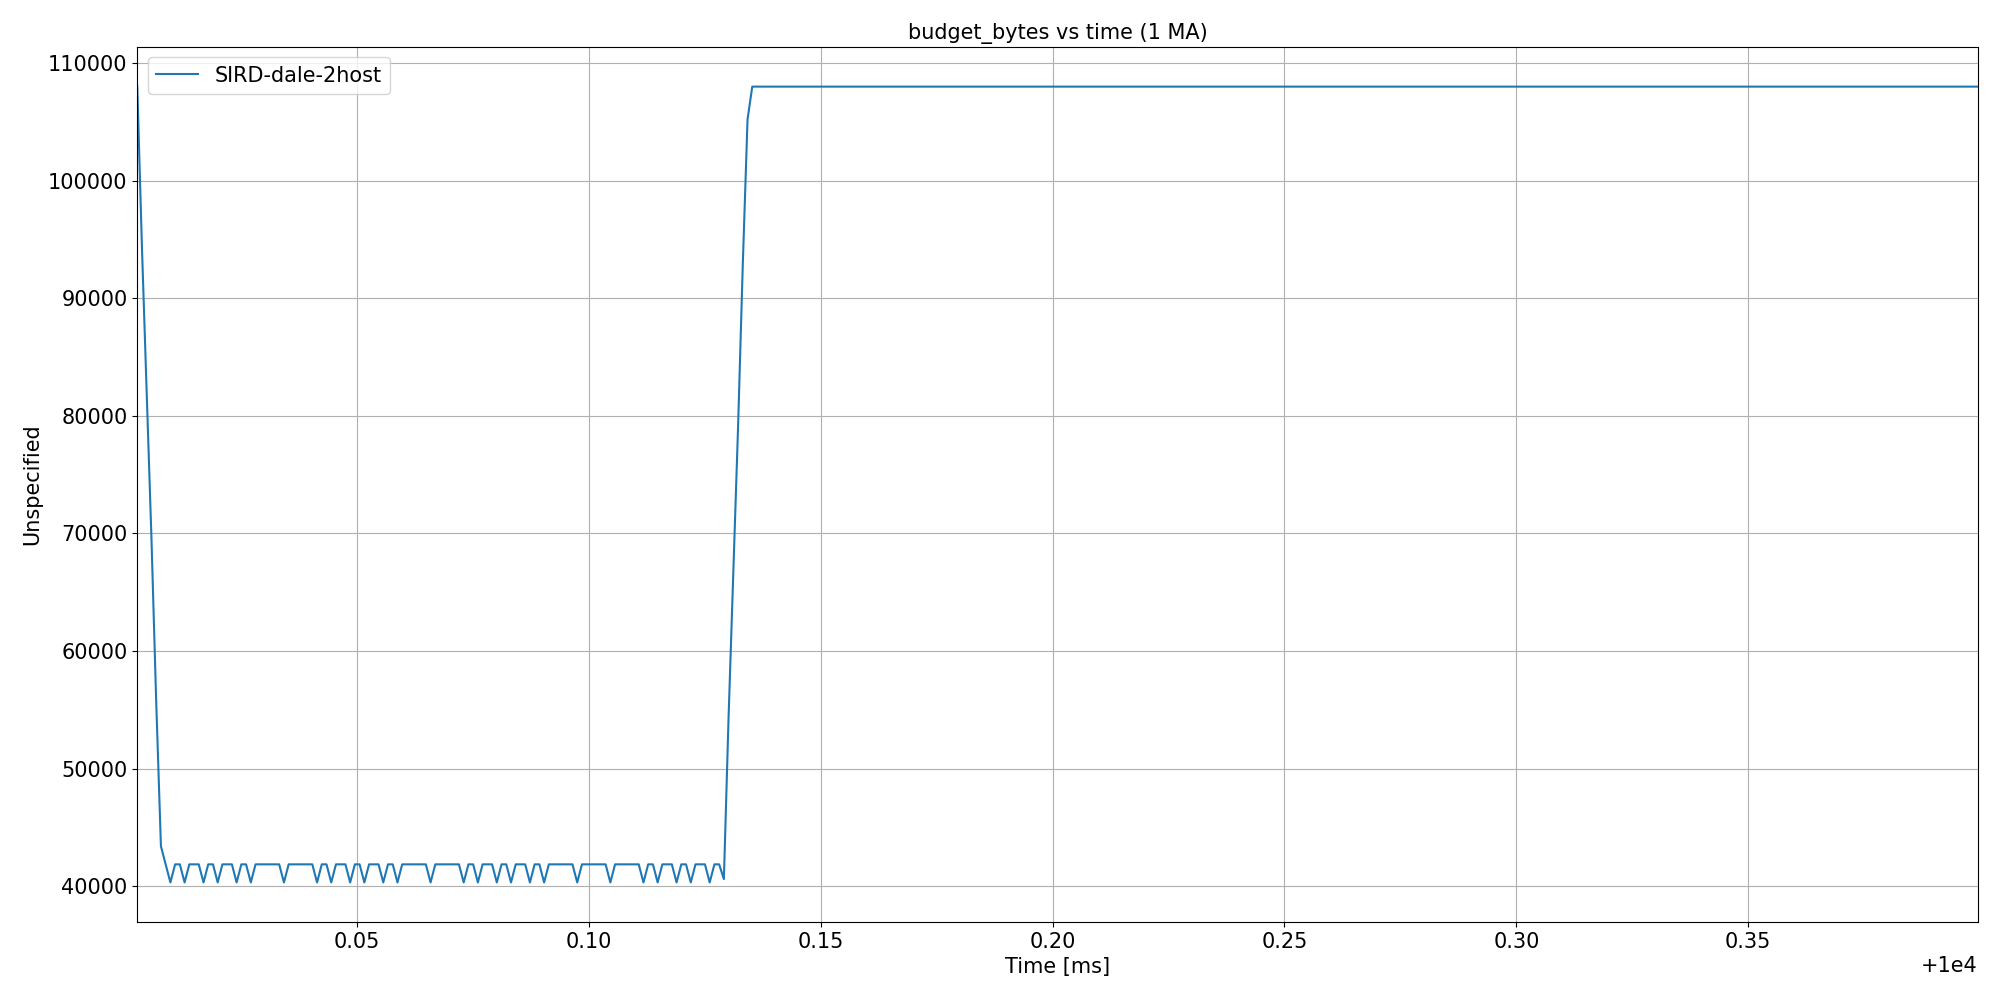 budget_bytes vs time (1 MA)
SIRD-dale-2host
110000
100000
90000
80000
70000
60000
50000
40000
Unspecified
0.05 0.10 0.15 0.20 0.25 0.30 0.35
Time [ms]
+1e4